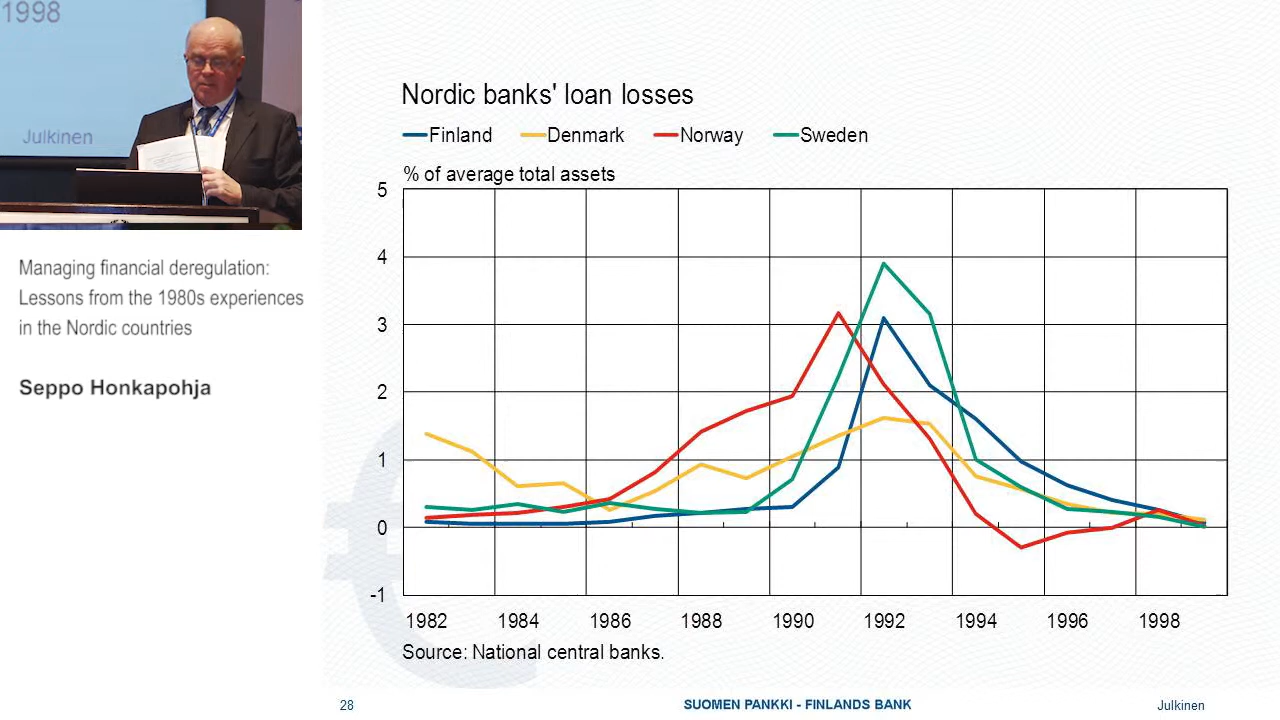 1998
Julkinen
Managing financial deregulation:
Lessons from the 1980s experiences
in the Nordic countries
Seppo Honkapohja
Nordic banks' loan losses
Finland Denmark Norway Sweden
% of average total assets
5
4
3
2
1
0
-1
1982 1984 1986 1988 1990 1992 1994 1996 1998
Source: National central banks.
28 SUOMEN PANKKI - FINLANDS BANK Julkinen